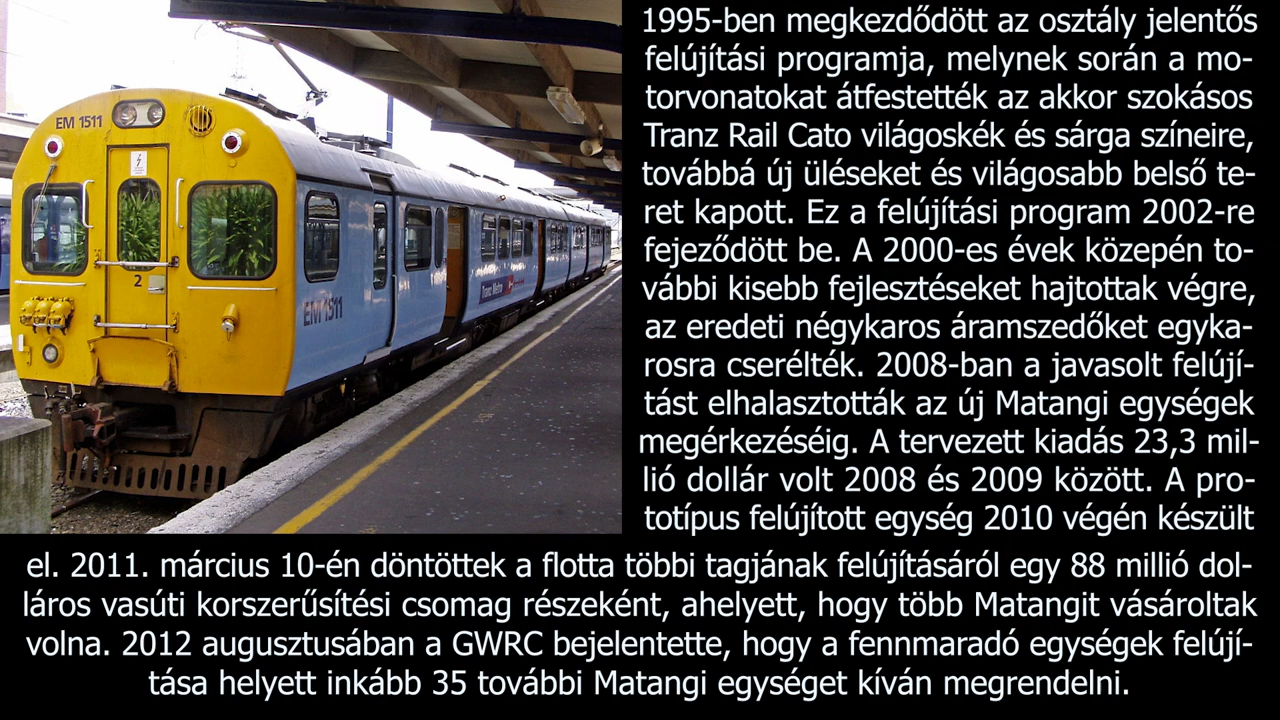 1995-ben megkezdődött az osztály jelentős
felújítási programja, melynek során a mo-
torvonatokat átfestették az akkor szokásos
Tranz Rail Cato világoskék és sárga színeire,
továbbá új üléseket és világosabb belső te-
ret kapott. Ez a felújítási program 2002-re
fejeződött be. A 2000-es évek közepén to-
vábbi kisebb fejlesztéseket hajtottak végre,
az eredeti négykaros áramszedőket egyka-
rosra cserélték. 2008-ban a javasolt felújí-
tást elhalasztották az új Matangi egységek
megérkezéséig. A tervezett kiadás 23,3 mil-
lió dollár volt 2008 és 2009 között. A pro-
totípus felújított egység 2010 végén készült
el. 2011. március 10-én döntöttek a flotta többi tagjának felújításáról egy 88 millió dol-
láros vasúti korszerűsítési csomag részeként, ahelyett, hogy több Matangit vásároltak
volna. 2012 augusztusában a GWRC bejelentette, hogy a fennmaradó egységek felújí-
tása helyett inkább 35 további Matangi egységet kíván megrendelni.
EM 1511
2
EM 1511
Tranz Metro